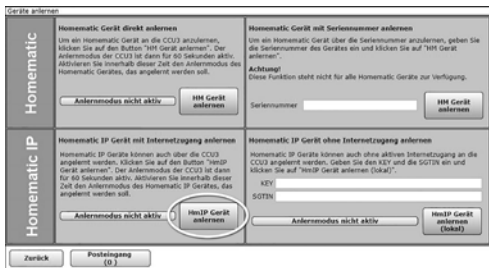 Geräte anlernen
Homematic
Homematic Gerät direkt anlernen
Um ein Homematic Gerät direkt an die CCU3 anzulernen,
klicken Sie auf den Button "HM Gerät anlernen". Der
Anlernmodus der CCU3 ist dann für 60 Sekunden aktiv.
Aktivieren Sie innerhalb dieser Zeit den Anlernmodus des
Homematic Gerätes, das angelernt werden soll.
Anlernmodus nicht aktiv
HM Gerät
anlernen
Homematic Gerät mit Seriennummer anlernen
Um ein Homematic Gerät über die Seriennummer anzulernen, geben Sie
die Seriennummer des Gerätes ein und klicken Sie auf "HM Gerät
anlernen".
Achtung!
Diese Funktion steht nicht für alle Homematic Geräte zur Verfügung.
Seriennummer
HM Gerät
anlernen
Homematic IP
Homematic IP Gerät mit Internetzugang anlernen
Homematic IP Geräte können auch über die CCU3
angelernt werden. Klicken Sie auf den Button "HmIP
Gerät anlernen". Der Anlernmodus der CCU3 ist dann
für 60 Sekunden aktiv. Aktivieren Sie innerhalb dieser
Zeit den Anlernmodus des Homematic IP Gerätes, das
angelernt werden soll.
Anlernmodus nicht aktiv
HmIP Gerät
anlernen
Homematic IP Gerät ohne Internetzugang anlernen
Homematic IP Geräte können auch ohne aktiven Internetzugang an die
CCU3 angelernt werden. Geben Sie den KEY und die SGTIN ein und
klicken Sie auf "HmIP Gerät anlernen (lokal)".
KEY
SGTIN
Anlernmodus nicht aktiv
HmIP Gerät
anlernen
(lokal)
Zurück
Posteingang
(0 )